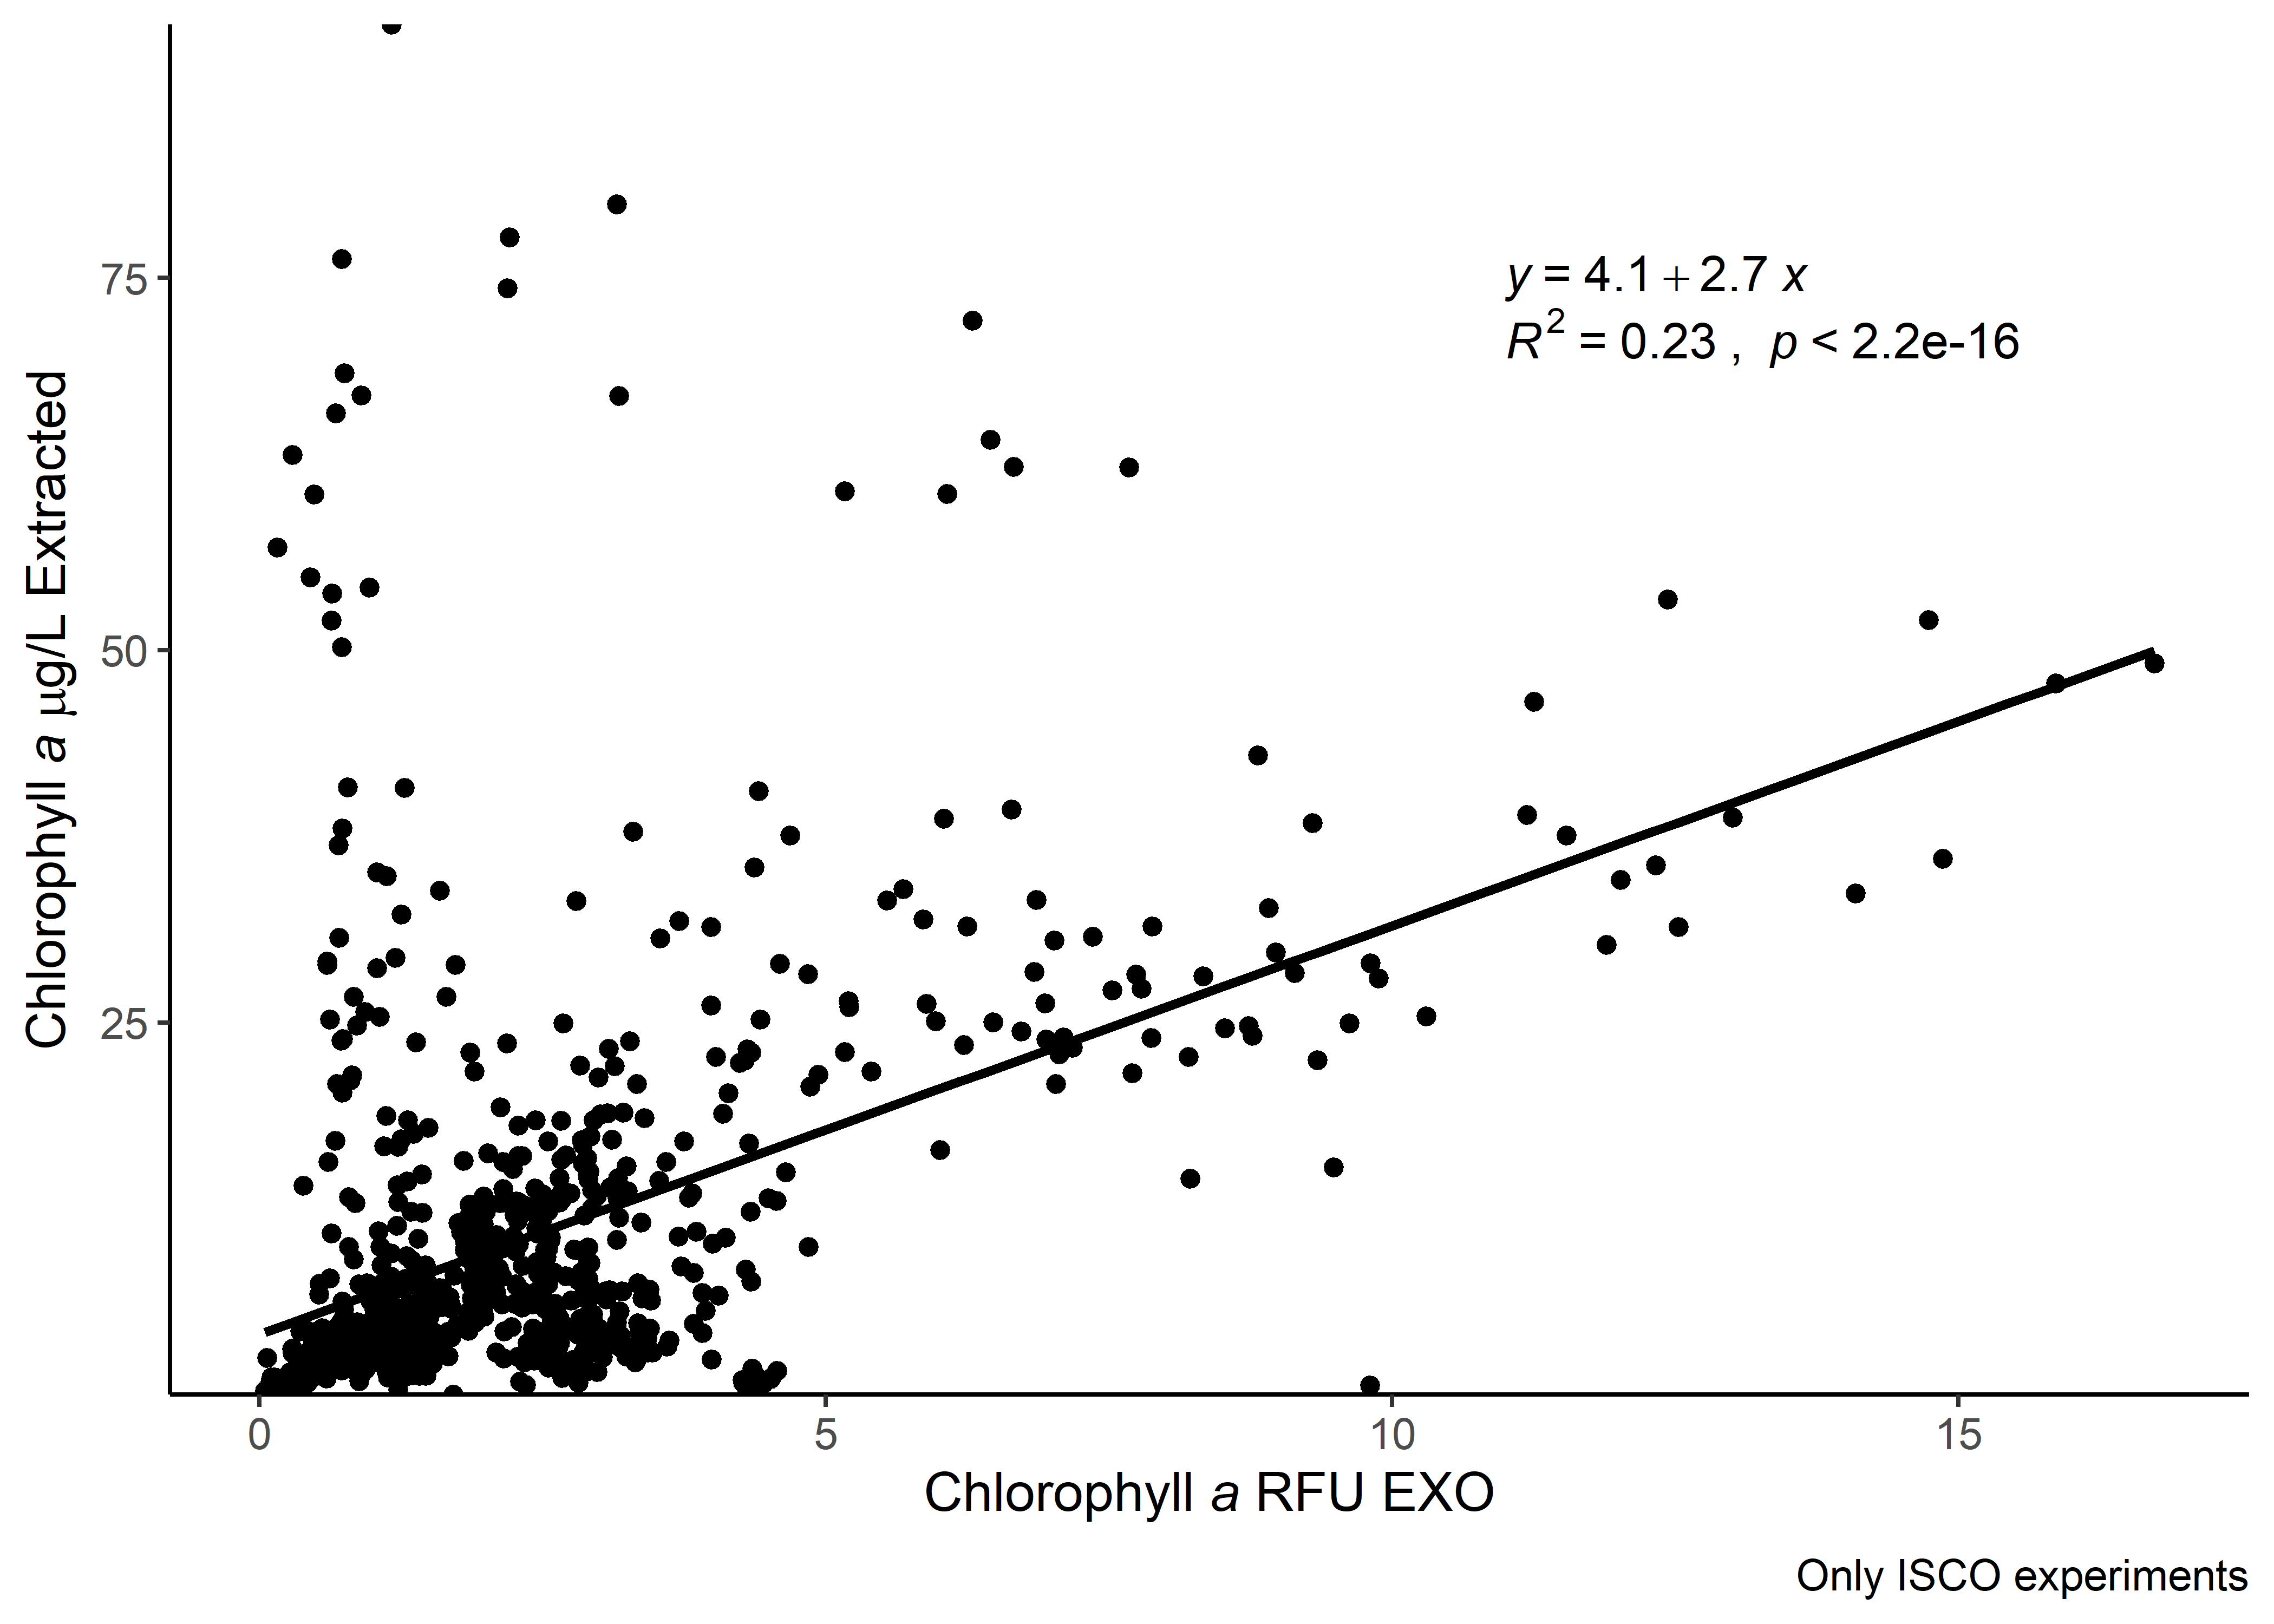 75
50
25
Chlorophyll a μg/L Extracted
y = 4.1 + 2.7 x
R² = 0.23 , p < 2.2e-16
0 5 10 15
Chlorophyll a RFU EXO
Only ISCO experiments